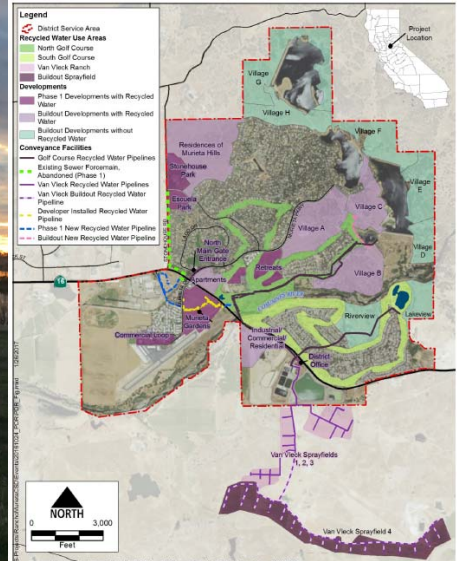 Legend
District Service Area
Recycled Water Use Areas
North Golf Course
South Golf Course
Van Vleck Ranch
Buildout Sprayfield
Developments
Phase 1 Developments with Recycled
Water
Buildout Developments with Recycled
Water
Buildout Developments without
Recycled Water
Conveyance Facilities
Golf Course Recycled Water Pipelines
Existing Sewer Forcemain,
Abandoned (Phase 1)
Van Vleck Recycled Water Pipelines
Van Vleck Buildout Recycled Water
Pipeline
Developer Installed Recycled Water
Pipeline
Phase 1 New Recycled Water Pipeline
Buildout New Recycled Water Pipeline
Project
Location
Village
G
Village H
Village F
Village
E
Residences of
Murieta Hills
Stonehouse
Park
Escuela
Park
Village C
Village A
Village
D
North
Main Gate
Entrance
Apartments
Retreats
Village B
16
Murieta
Gardens
Commercial Loop
Riverview
Lakeview
Industrial/
Commercial/
Residential
District
Office
Van Vleck Sprayfields
1, 2, 3
Van Vleck Sprayfield 4
NORTH
0 3,000
Feet